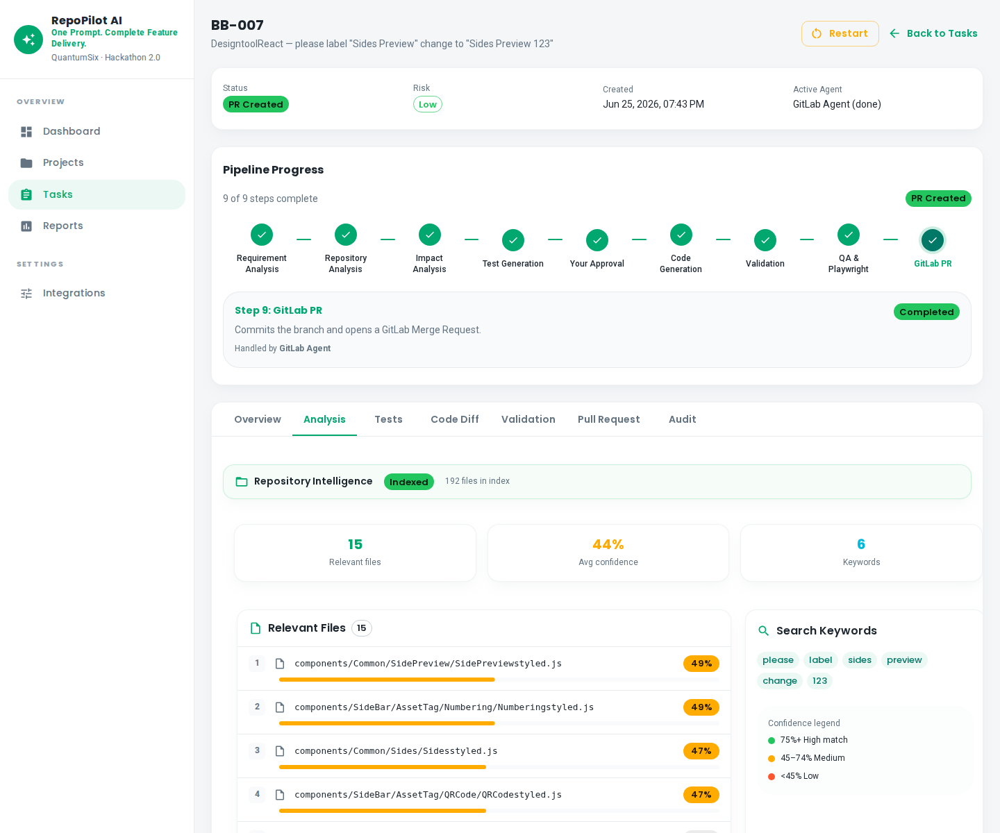 RepoPilot AI
One Prompt. Complete Feature
Delivery.
QuantumSix · Hackathon 2.0
OVERVIEW
Dashboard
Projects
Tasks
Reports
SETTINGS
Integrations
BB-007
DesigntoolReact — please label "Sides Preview" change to "Sides Preview 123"
Restart
Back to Tasks
Status
PR Created
Risk
Low
Created
Jun 25, 2026, 07:43 PM
Active Agent
GitLab Agent (done)
Pipeline Progress
9 of 9 steps complete
PR Created
Requirement
Analysis
Repository
Analysis
Impact
Analysis
Test Generation
Your Approval
Code
Generation
Validation
QA &
Playwright
GitLab PR
Step 9: GitLab PR
Completed
Commits the branch and opens a GitLab Merge Request.
Handled by GitLab Agent
Overview
Analysis
Tests
Code Diff
Validation
Pull Request
Audit
Repository Intelligence
Indexed
192 files in index
15
Relevant files
44%
Avg confidence
6
Keywords
Relevant Files
15
1
components/Common/SidePreview/SidePreviewstyled.js
49%
2
components/SideBar/AssetTag/Numbering/Numberingstyled.js
49%
3
components/Common/Sides/Sidesstyled.js
47%
4
components/SideBar/AssetTag/QRCode/QRCodestyled.js
47%
Search Keywords
please
label
sides
preview
change
123
Confidence legend
75%+ High match
45–74% Medium
<45% Low